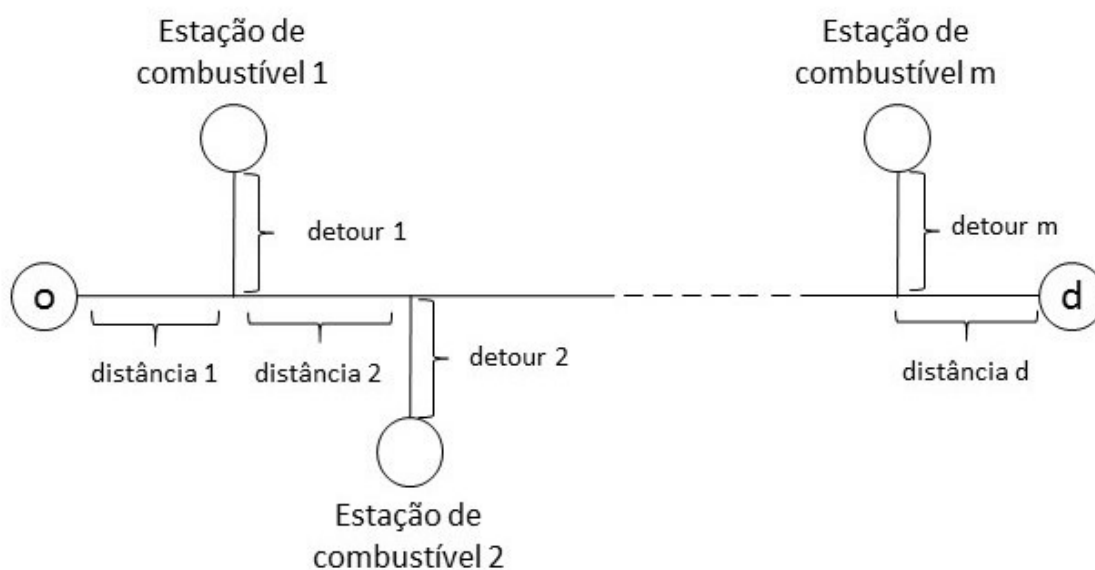 Estação de
combustível 1
Estação de
combustível m
detour 1
detour m
o
d
distância 1
distância 2
detour 2
distância d
Estação de
combustível 2